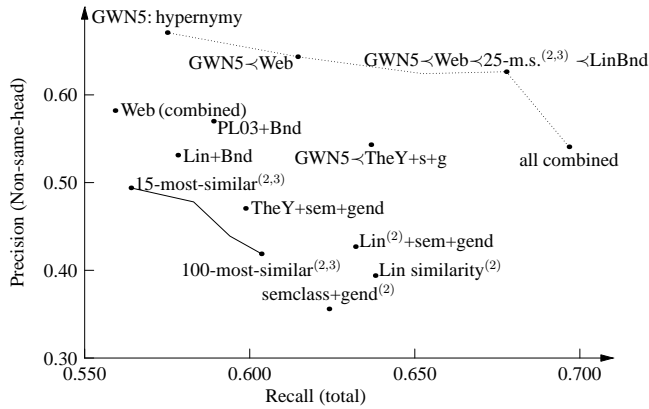 GWN5: hypernymy
GWN5≺Web
GWN5≺Web≺25-m.s.(2,3) ≺LinBnd
0.60
Web (combined)
PL03+Bnd
Lin+Bnd
GWN5≺TheY+s+g
all combined
0.50
15-most-similar(2,3)
TheY+sem+gend
Lin(2)+sem+gend
0.40
100-most-similar(2,3)
Lin similarity(2)
semclass+gend(2)
0.30
0.550
0.600
0.650
0.700
Recall (total)
Precision (Non-same-head)